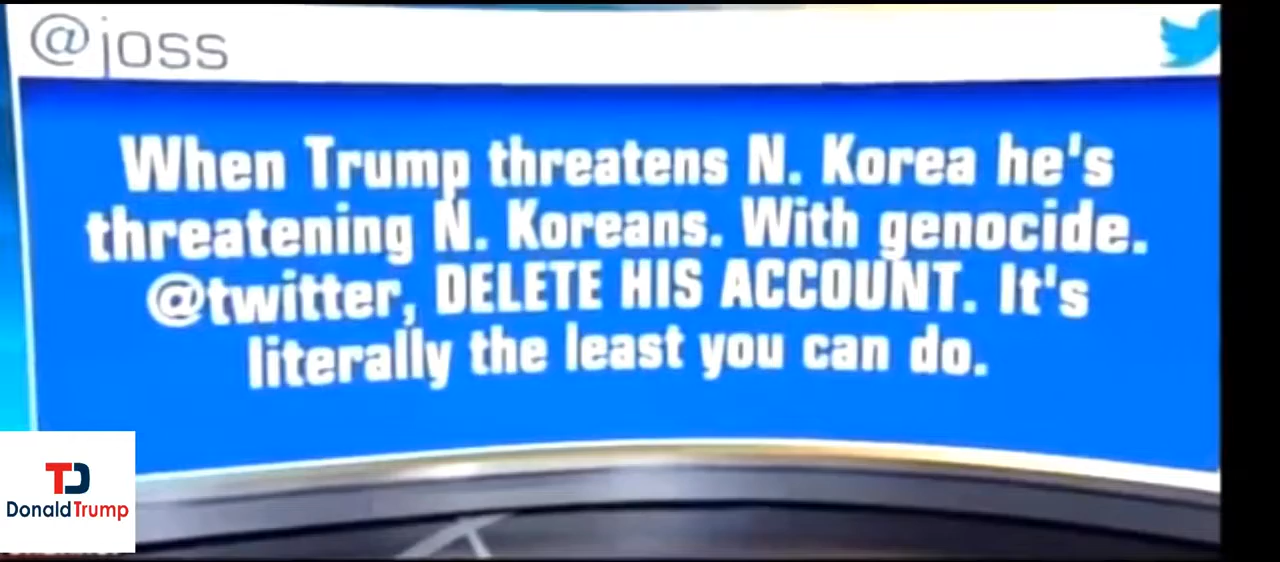 @joss
When Trump threatens N. Korea he's
threatening N. Koreans. With genocide.
@twitter, DELETE HIS ACCOUNT. It's
literally the least you can do.
TD
DonaldTrump